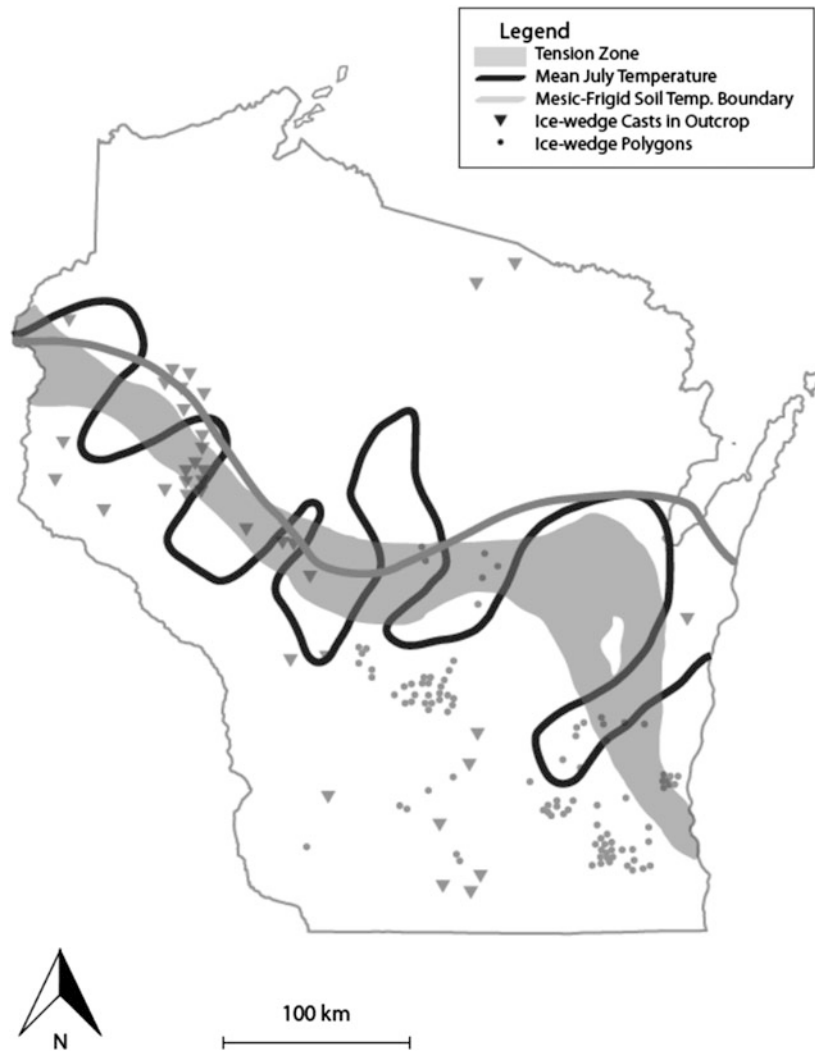 Legend
Tension Zone
Mean July Temperature
Mesic-Frigid Soil Temp. Boundary
Ice-wedge Casts in Outcrop
Ice-wedge Polygons
N
100 km